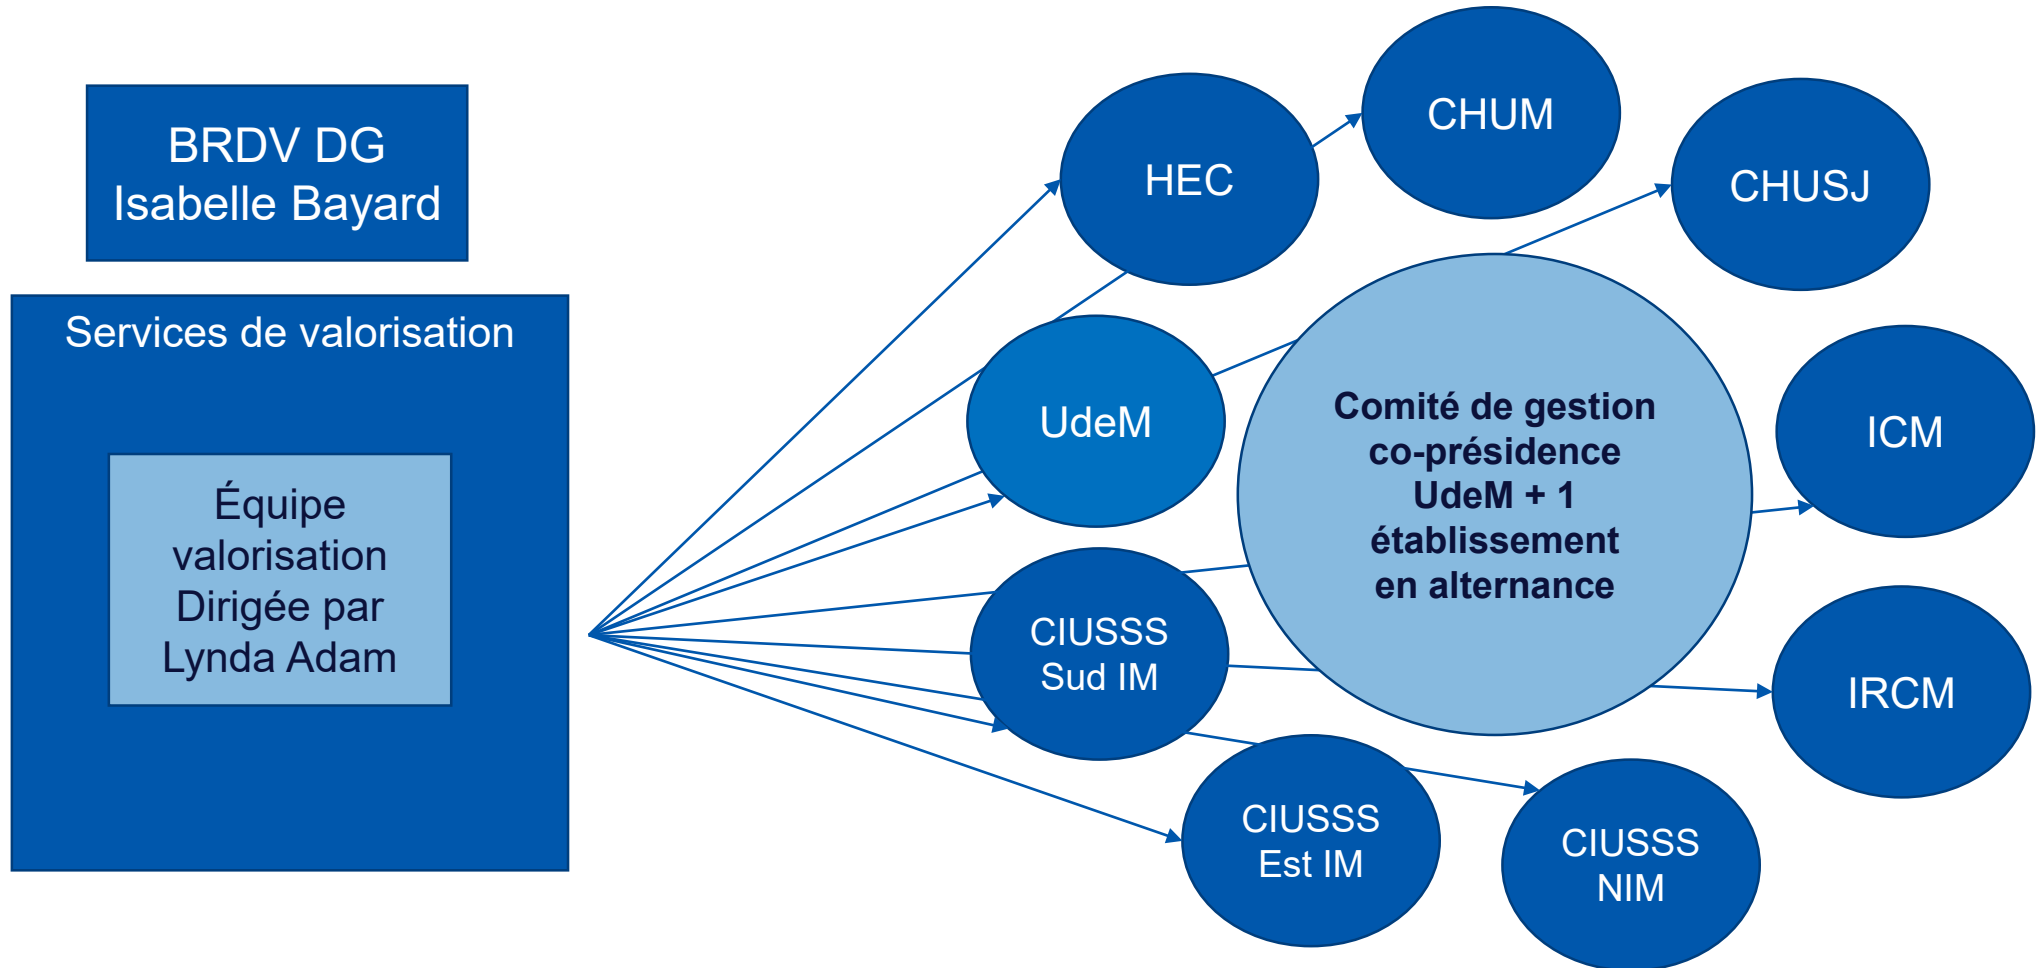 BRDV DG
Isabelle Bayard
Services de valorisation
Équipe
valorisation
Dirigée par
Lynda Adam
HEC
CHUM
CHUSJ
UdeM
Comité de gestion
co-présidence
UdeM + 1
établissement
en alternance
ICM
CIUSSS
Sud IM
IRCM
CIUSSS
Est IM
CIUSSS
NIM